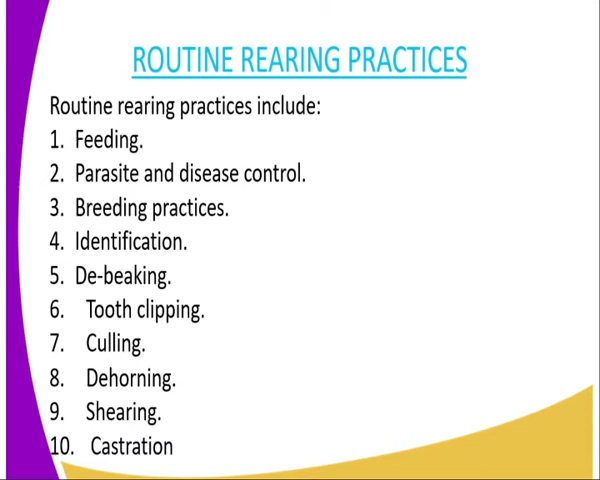 ROUTINE REARING PRACTICES
Routine rearing practices include:
1. Feeding.
2. Parasite and disease control.
3. Breeding practices.
4. Identification.
5. De-beaking.
6. Tooth clipping.
7. Culling.
8. Dehorning.
9. Shearing.
10. Castration